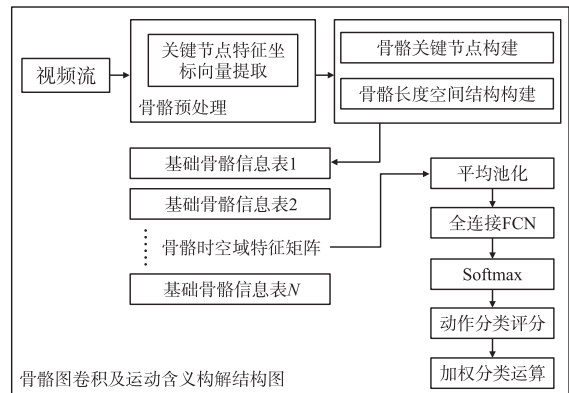 视频流
关键节点特征坐
标向量提取
骨骼预处理
骨骼关键节点构建
骨骼长度空间结构构建
基础骨骼信息表1
基础骨骼信息表2
骨骼时空域特征矩阵
基础骨骼信息表N
平均池化
全连接FCN
Softmax
动作分类评分
加权分类运算
骨骼图卷积及运动含义构解结构图